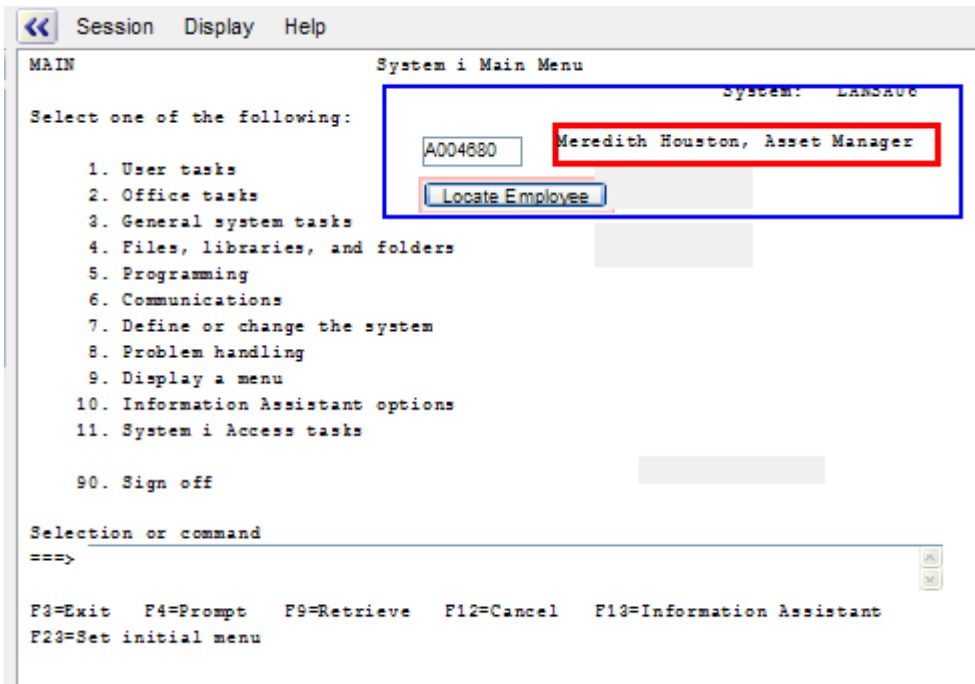 Session Display Help
MAIN System i Main Menu
System: LANSA06
Select one of the following:
A004680 Meredith Houston, Asset Manager
1. User tasks
2. Office tasks Locate Employee
3. General system tasks
4. Files, libraries, and folders
5. Programming
6. Communications
7. Define or change the system
8. Problem handling
9. Display a menu
10. Information Assistant options
11. System i Access tasks
90. Sign off
Selection or command
===>
F3=Exit F4=Prompt F9=Retrieve F12=Cancel F13=Information Assistant
F23=Set initial menu